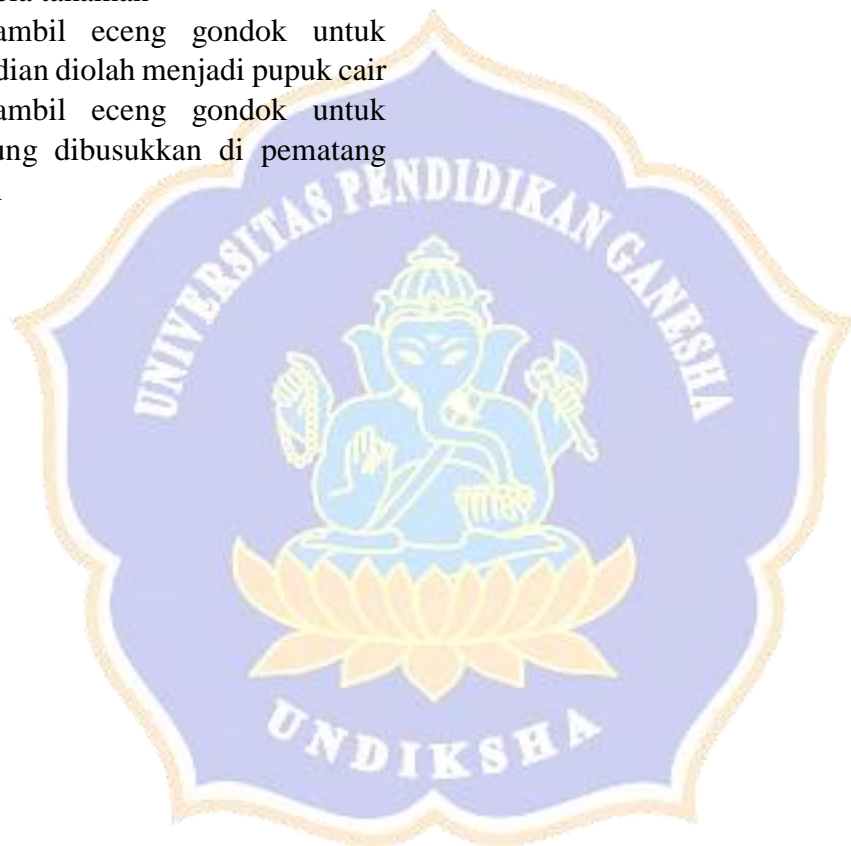 tanaman
ambil eceng gondok untuk
dian diolah menjadi pupuk cair
ambil eceng gondok untuk
ung dibusukkan di pematang
UNIVERSITAS PENDIDIKAN GANESHA
UNDIKSHA